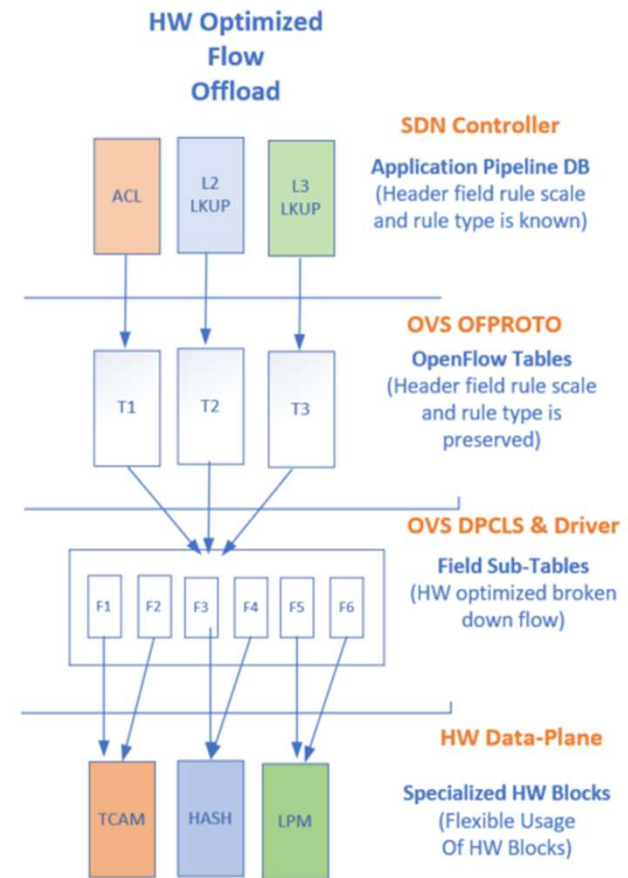 HW Optimized
Flow
Offload
SDN Controller
Application Pipeline DB
(Header field rule scale
and rule type is known)
ACL
L2
LKUP
L3
LKUP
OVS OFPROTO
OpenFlow Tables
(Header field rule scale
and rule type is
preserved)
T1
T2
T3
OVS DPCLS & Driver
Field Sub-Tables
(HW optimized broken
down flow)
F1
F2
F3
F4
F5
F6
HW Data-Plane
Specialized HW Blocks
(Flexible Usage
Of HW Blocks)
TCAM
HASH
LPM